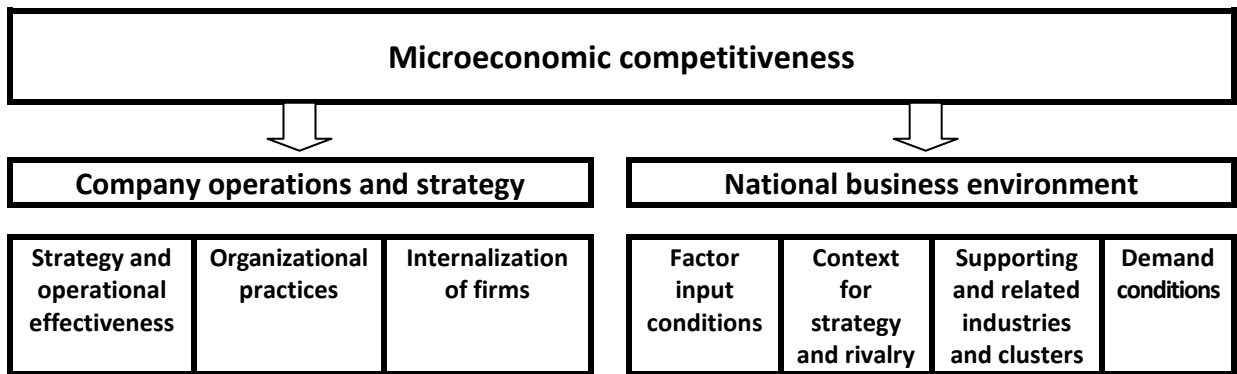 Microeconomic competitiveness
Company operations and strategy
National business environment
Strategy and
operational
effectiveness
Organizational
practices
Internalization
of firms
Factor
input
conditions
Context
for
strategy
and rivalry
Supporting
and related
industries
and clusters
Demand
conditions